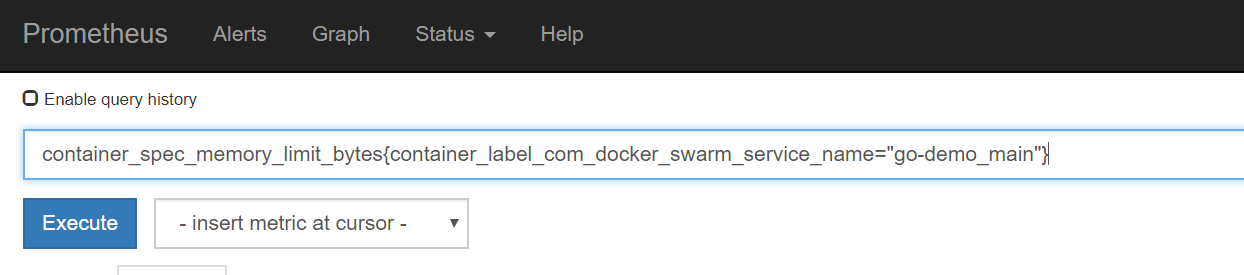 Prometheus Alerts Graph Status Help
Enable query history
container_spec_memory_limit_bytes{container_label_com_docker_swarm_service_name="go-demo_main"}
Execute - insert metric at cursor -